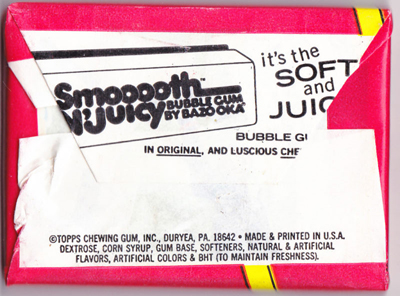 Smooooth™
N'Juicy BUBBLE GUM
BY BAZOOKA®
it's the
SOFT
and
JUIC
BUBBLE GU
IN ORIGINAL, AND LUSCIOUS CHE
©TOPPS CHEWING GUM, INC., DURYEA, PA. 18642 • MADE & PRINTED IN U.S.A.
DEXTROSE, CORN SYRUP, GUM BASE, SOFTENERS, NATURAL & ARTIFICIAL
FLAVORS, ARTIFICIAL COLORS & BHT (TO MAINTAIN FRESHNESS).